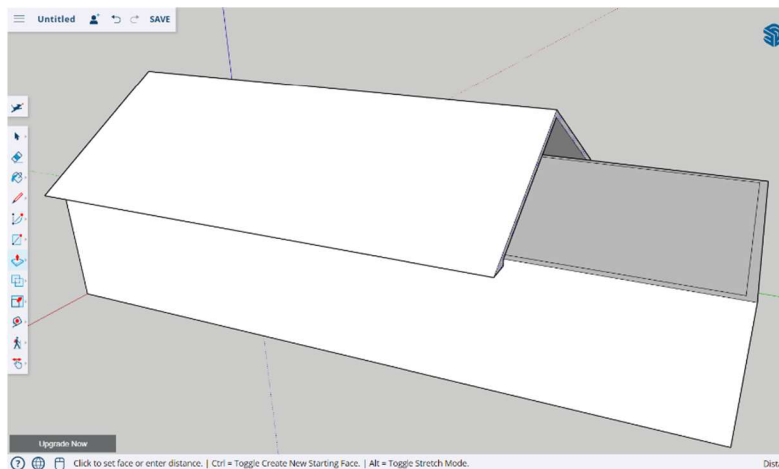 Untitled SAVE
Upgrade Now
Click to set face or enter distance. | Ctrl = Toggle Create New Starting Face. | Alt = Toggle Stretch Mode.
Dist